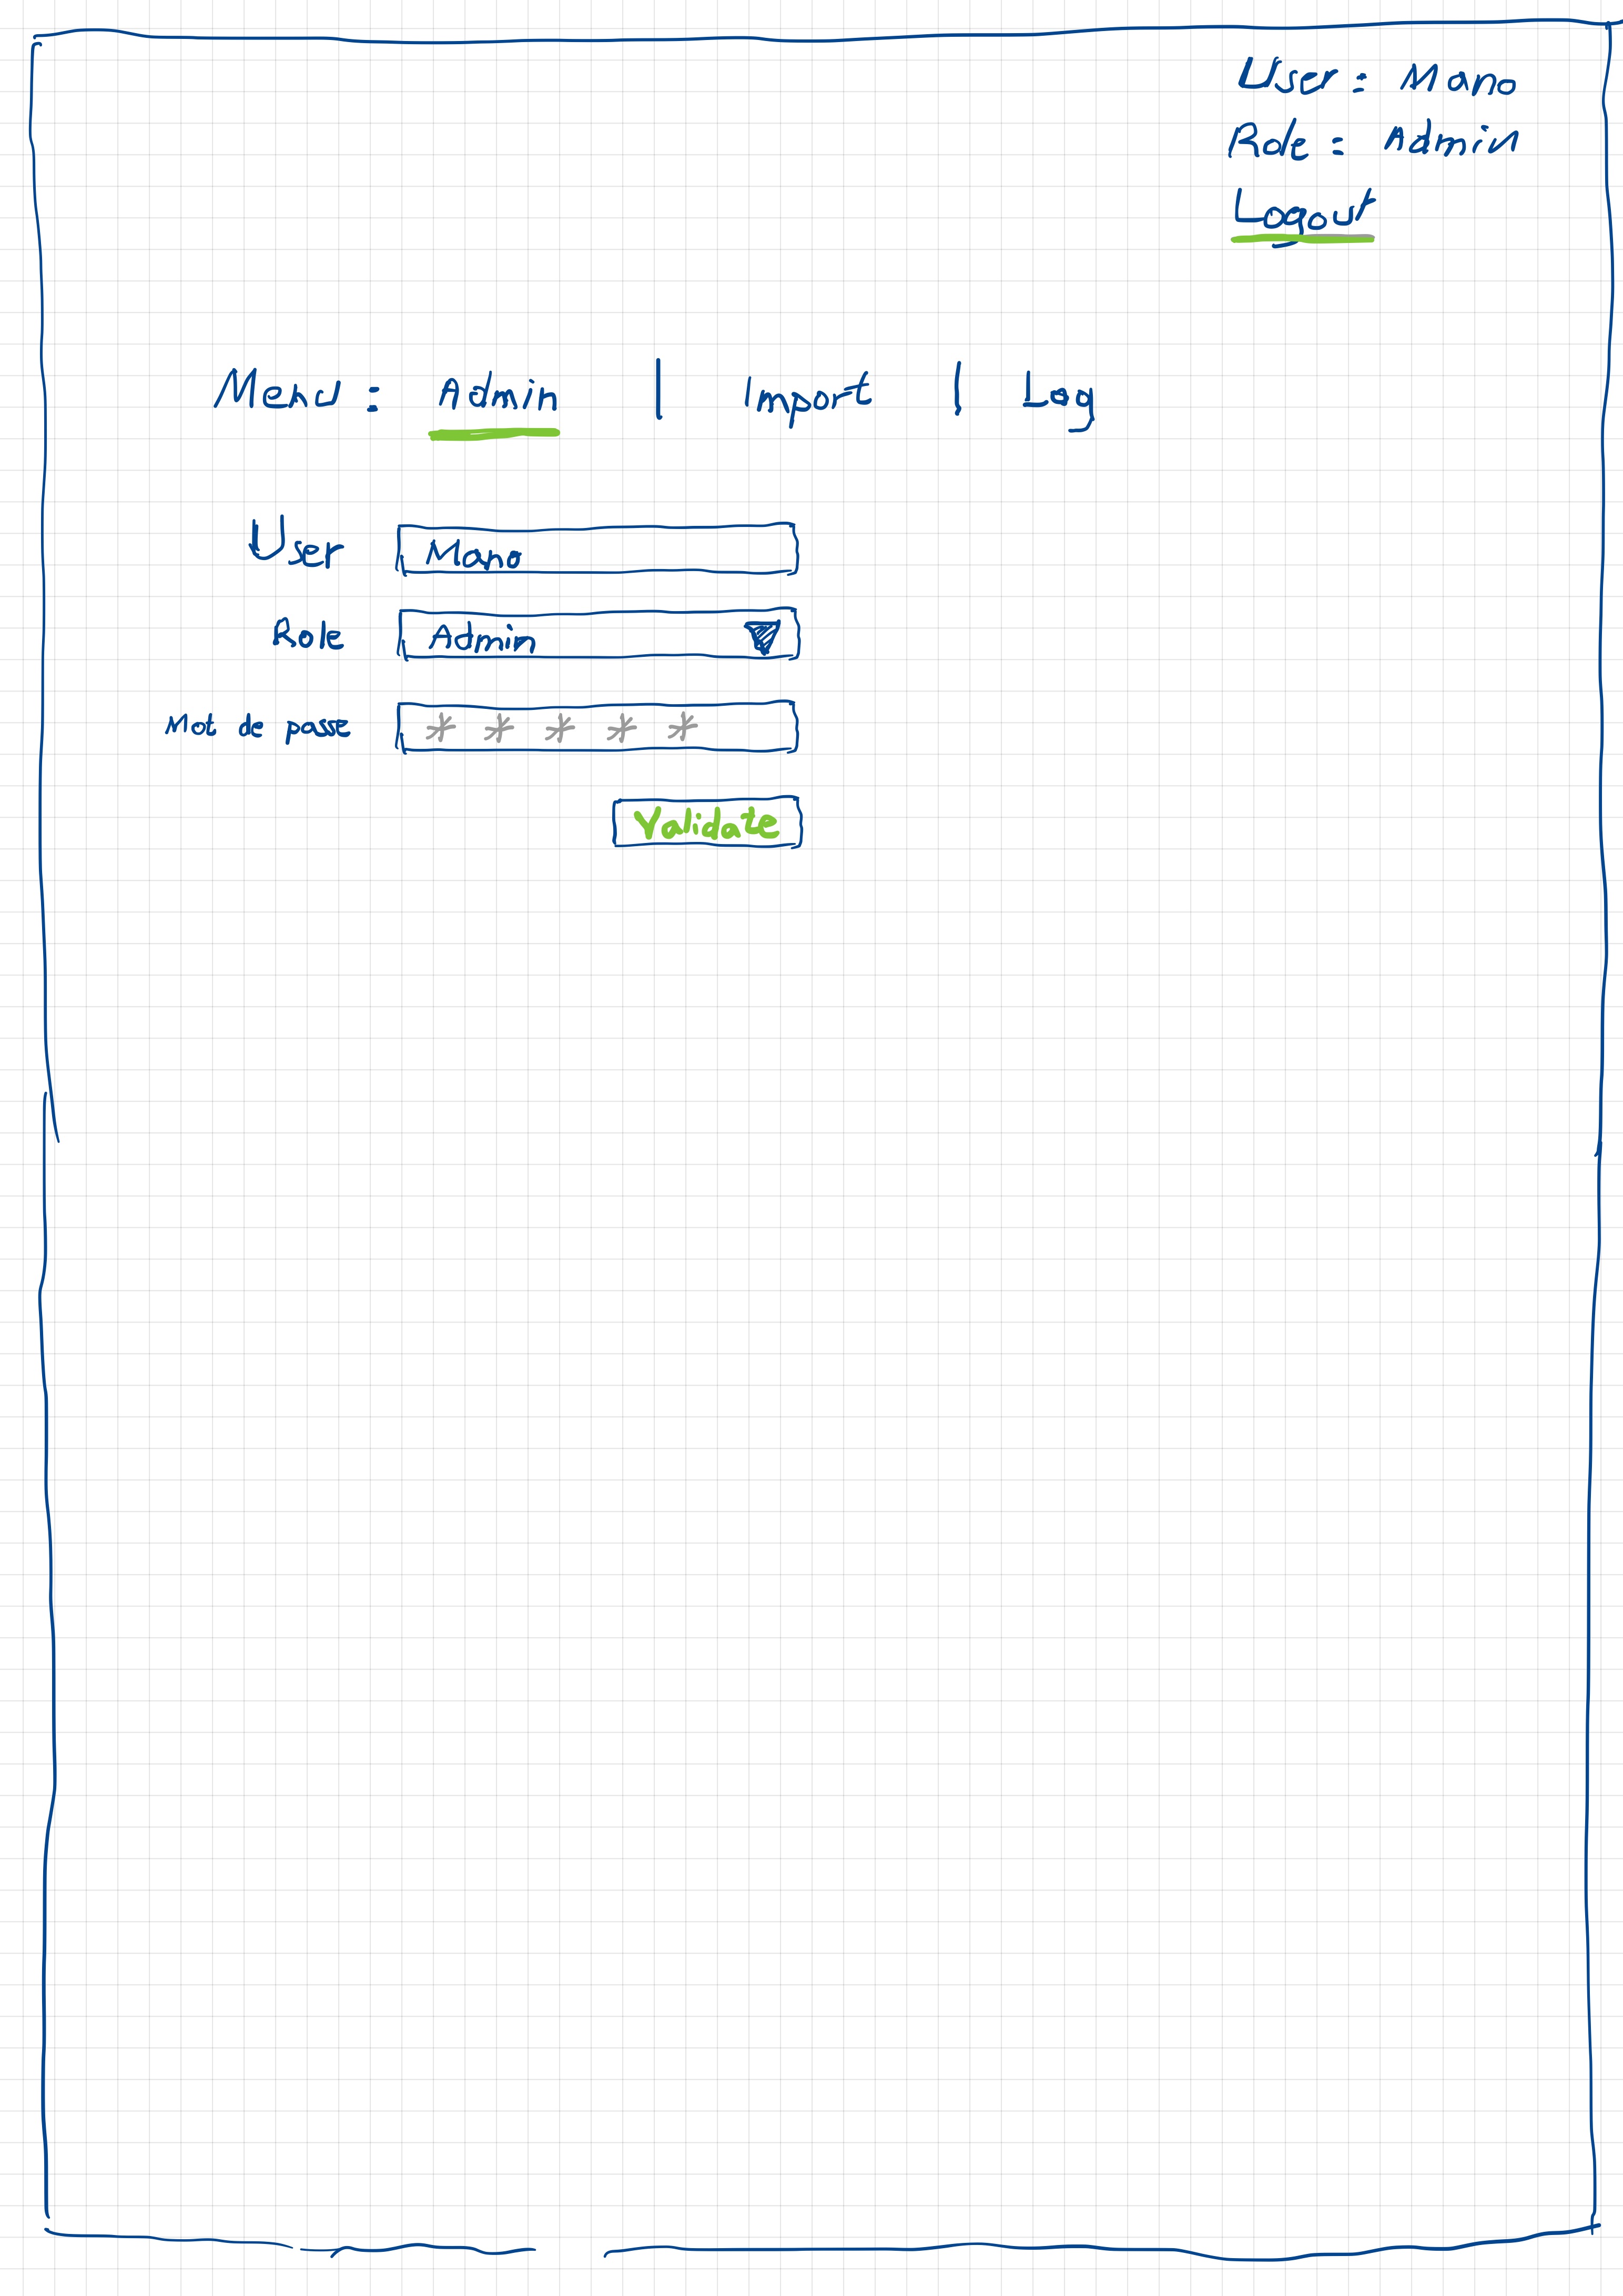 User : Mano
Role : Admin
Logout
Menu : Admin | Import | Log
User Mano
Role Admin
Mot de passe * * * * *
Validate